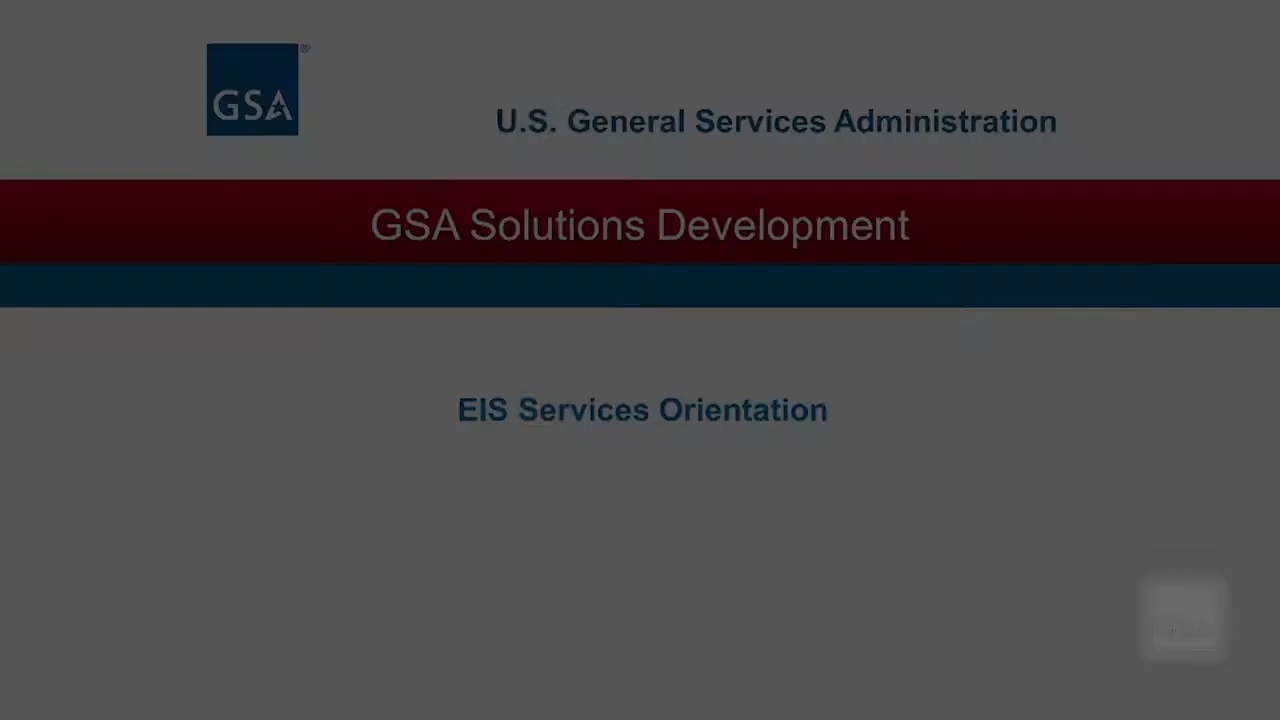 GSA®
U.S. General Services Administration
GSA Solutions Development
EIS Services Orientation